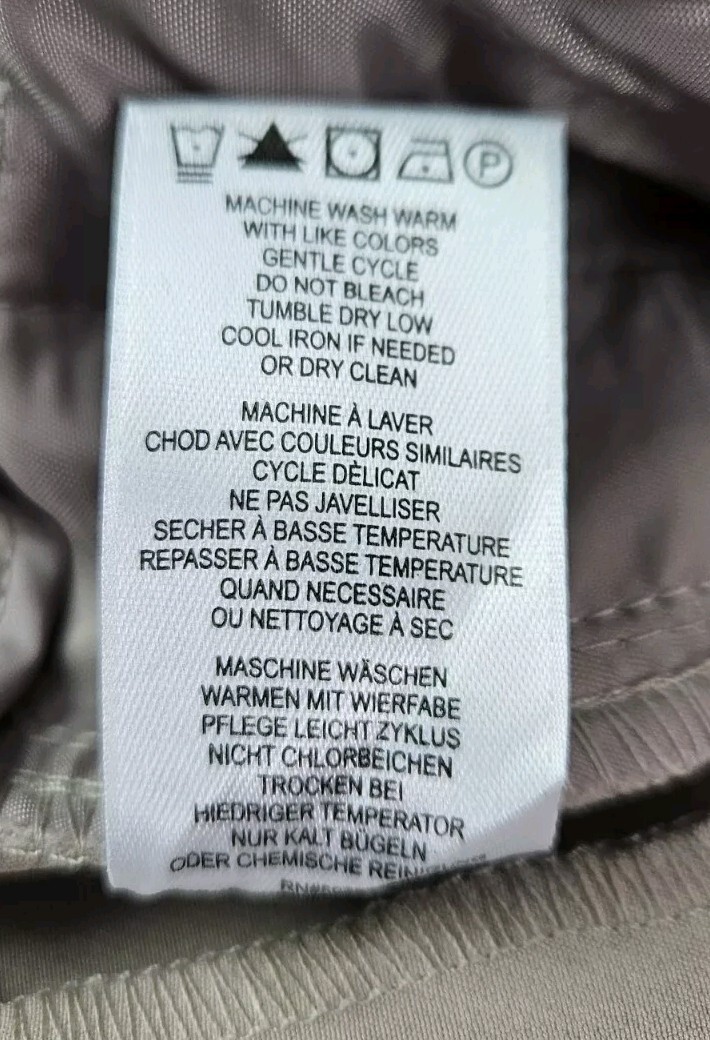 P
MACHINE WASH WARM
WITH LIKE COLORS
GENTLE CYCLE
DO NOT BLEACH
TUMBLE DRY LOW
COOL IRON IF NEEDED
OR DRY CLEAN
MACHINE À LAVER
CHOD AVEC COULEURS SIMILAIRES
CYCLE DÈLICAT
NE PAS JAVELLISER
SECHER À BASSE TEMPERATURE
REPASSER À BASSE TEMPERATURE
QUAND NECESSAIRE
OU NETTOYAGE À SEC
MASCHINE WÄSCHEN
WARMEN MIT WIERFABE
PFLEGE LEICHT ZYKLUS
NICHT CHLORBEICHEN
TROCKEN BEI
HIEDRIGER TEMPERATOR
NUR KALT BÜGELN
ODER CHEMISCHE